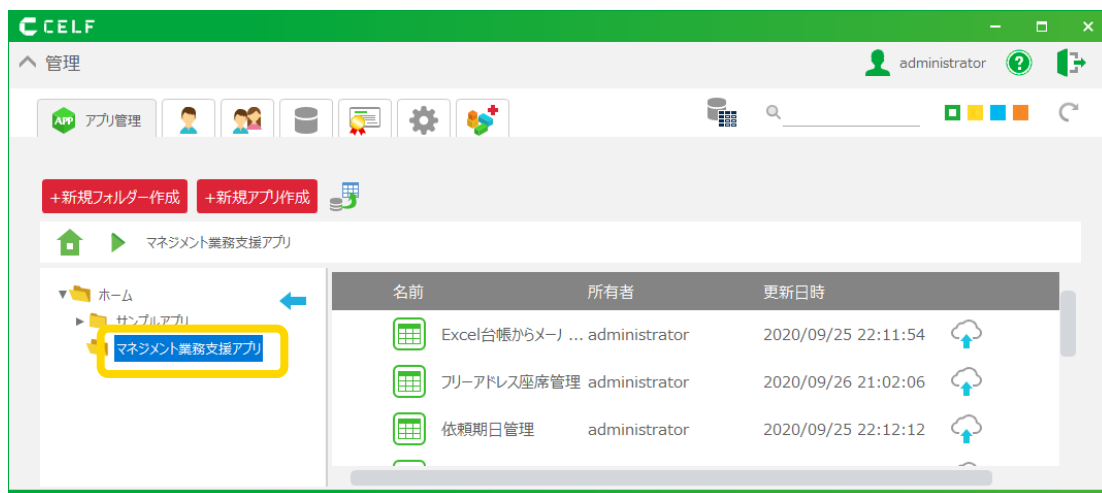 CELF
管理
administrator
APP アプリ管理
+新規フォルダー作成
+新規アプリ作成
マネジメント業務支援アプリ
ホーム
サンプルアプリ
マネジメント業務支援アプリ
名前 所有者 更新日時
Excel台帳からメー... administrator 2020/09/25 22:11:54
フリーアドレス座席管理 administrator 2020/09/26 21:02:06
依頼期日管理 administrator 2020/09/25 22:12:12